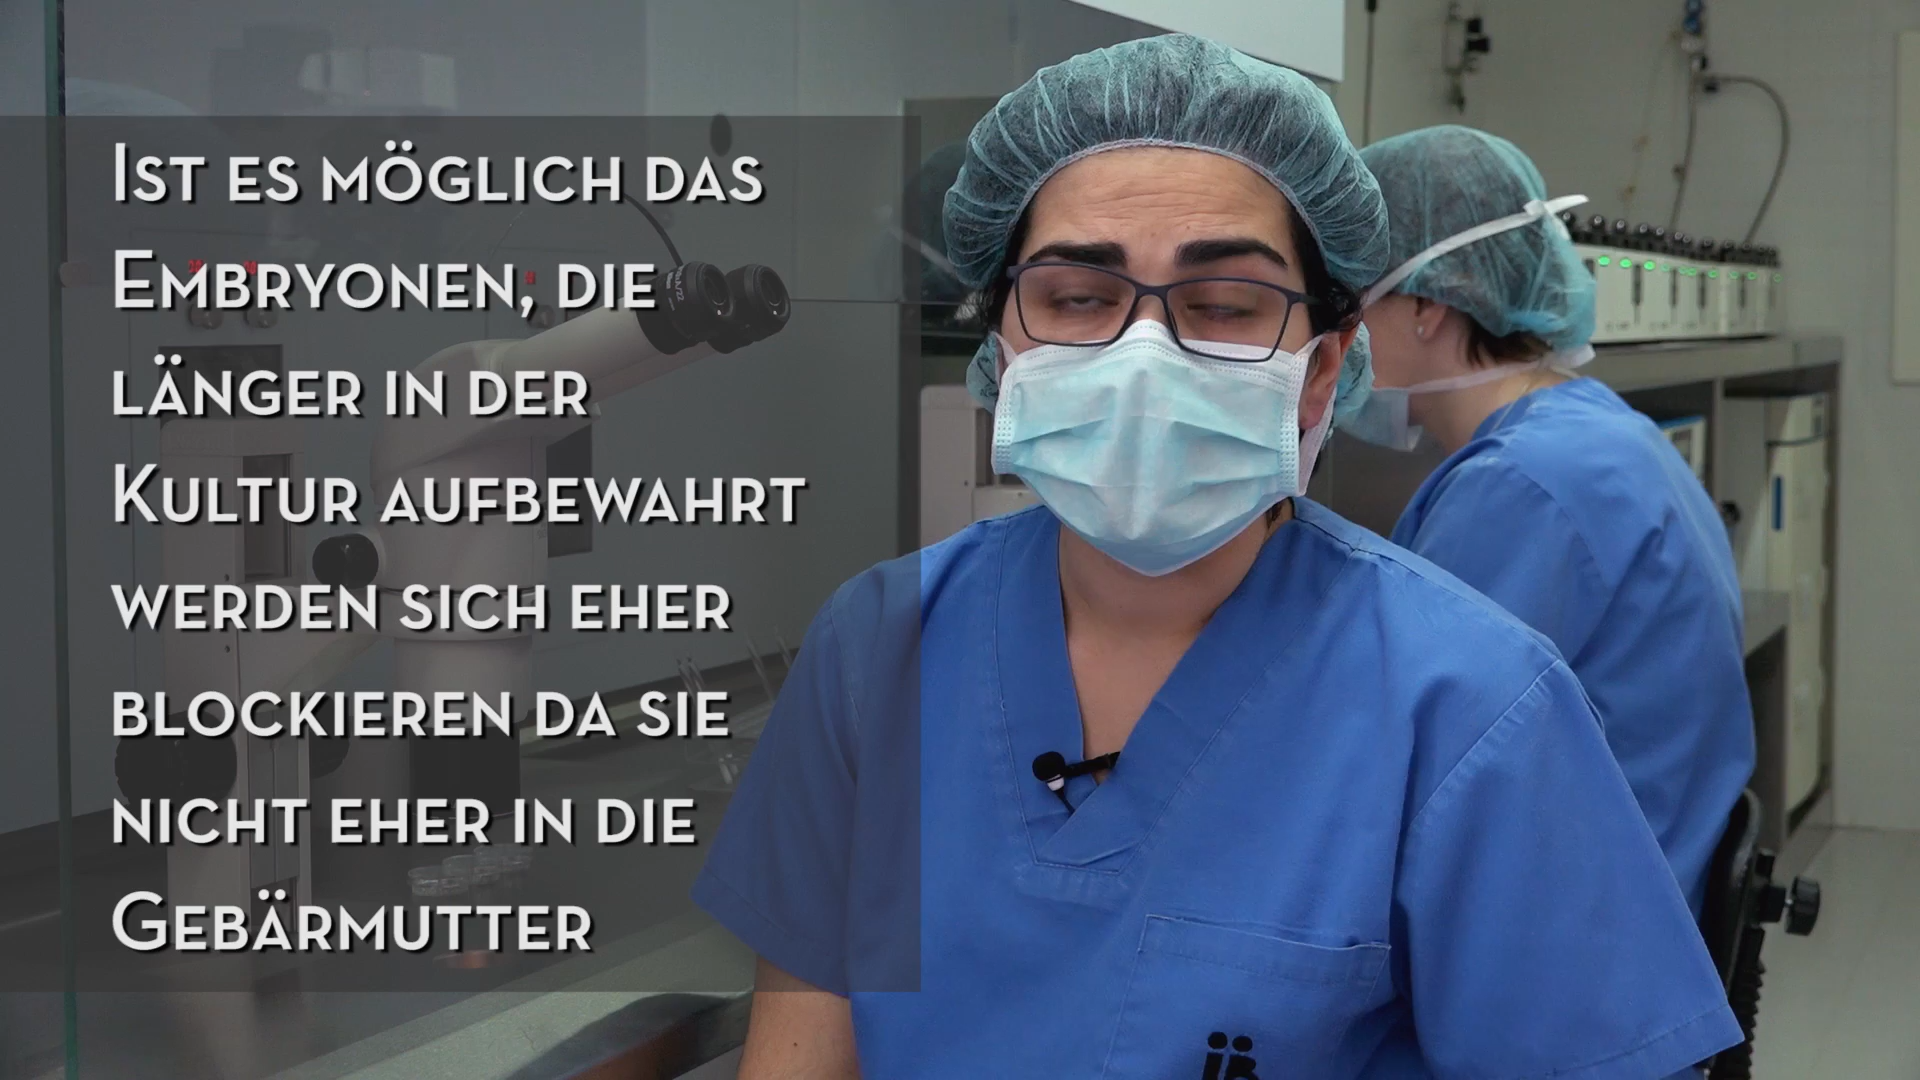 Ist es möglich das
Embryonen, die
länger in der
Kultur aufbewahrt
werden sich eher
blockieren da sie
nicht eher in die
Gebärmutter